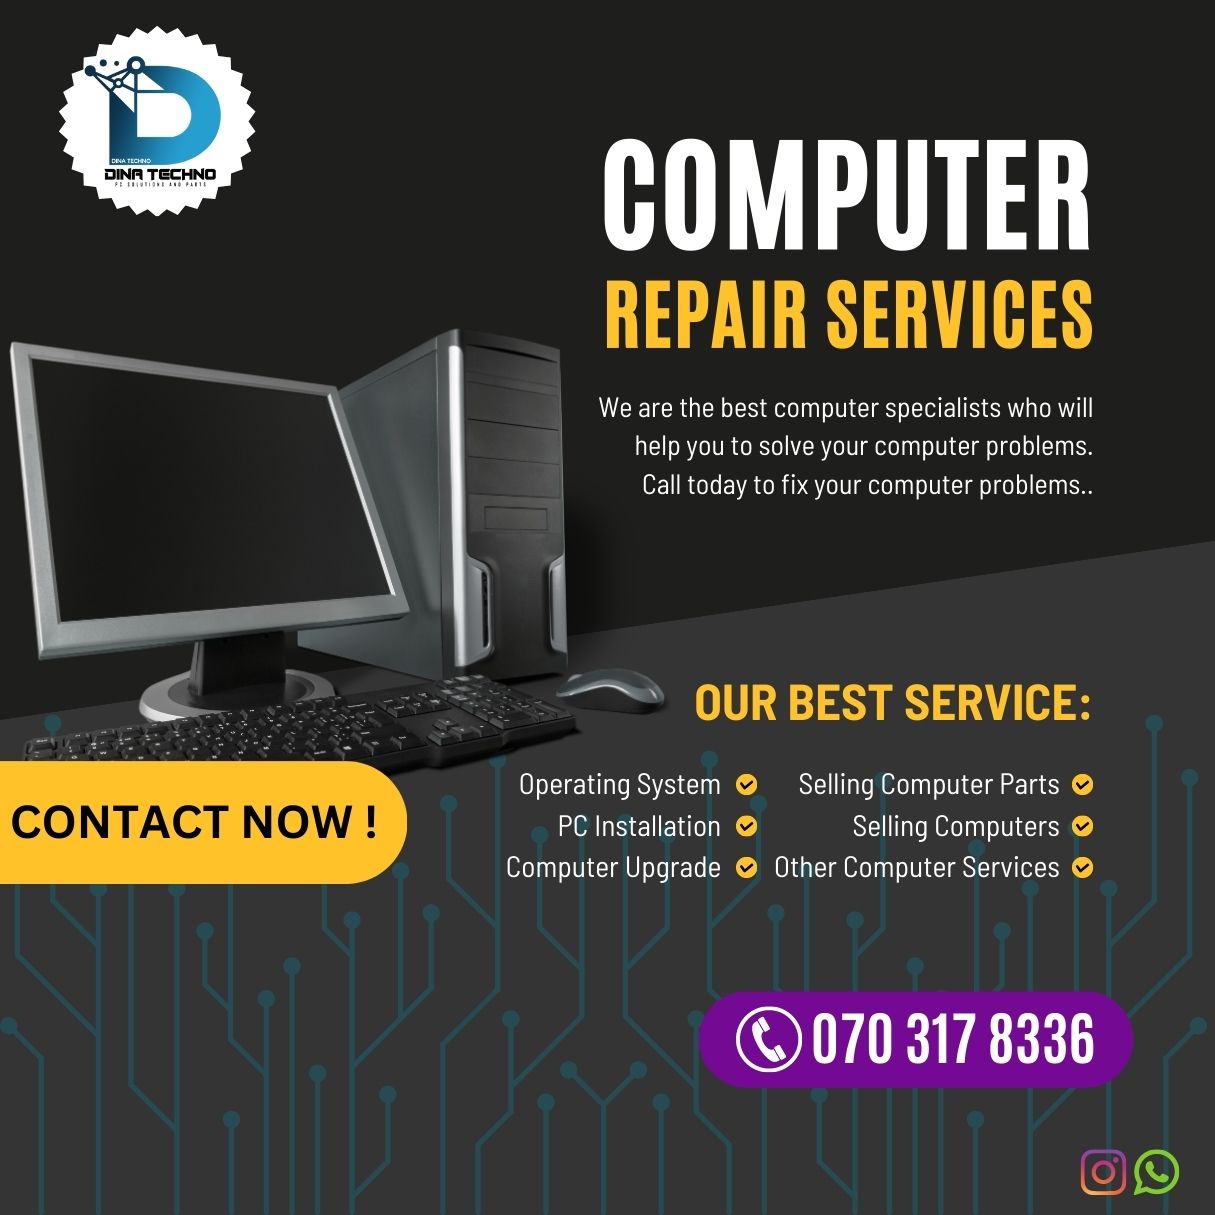 DINA TECHNO
DINA TECHNO
PC SOLUTIONS AND PARTS
COMPUTER
REPAIR SERVICES
We are the best computer specialists who will
help you to solve your computer problems.
Call today to fix your computer problems..
OUR BEST SERVICE:
Operating System
PC Installation
Computer Upgrade
Selling Computer Parts
Selling Computers
Other Computer Services
CONTACT NOW !
070 317 8336